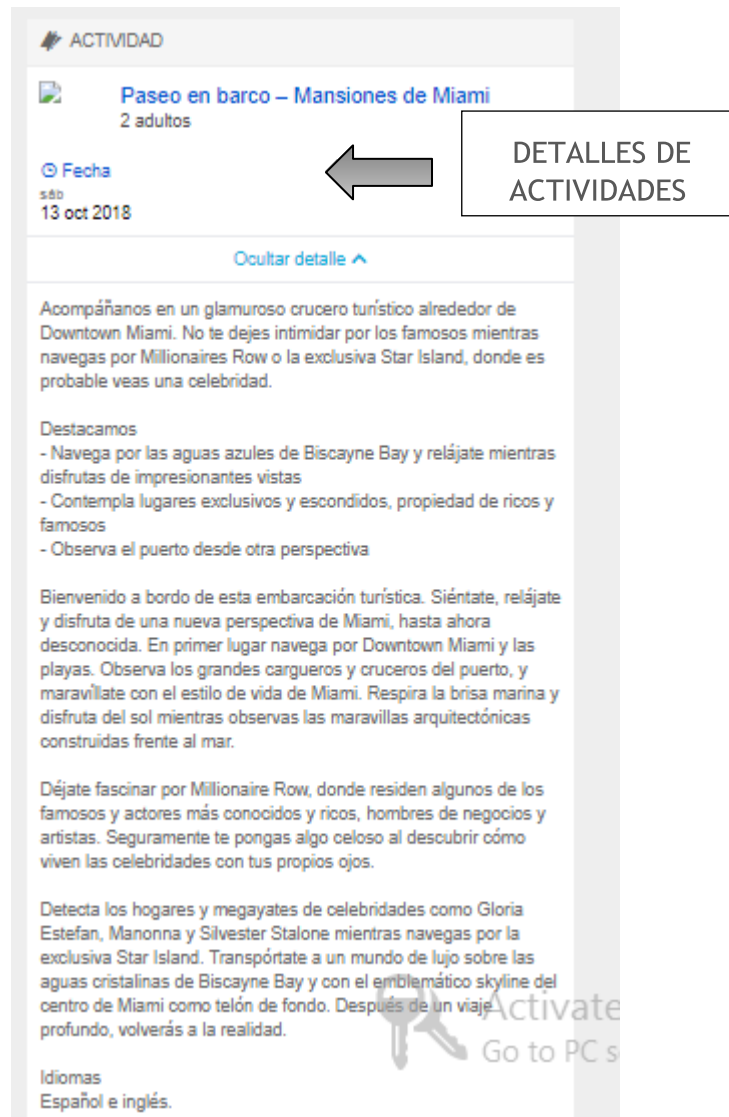 ACTIVIDAD
Paseo en barco – Mansiones de Miami
2 adultos
DETALLES DE
ACTIVIDADES
Fecha
sáb
13 oct 2018
Ocultar detalle
Acompáñanos en un glamuroso crucero turístico alrededor de
Downtown Miami. No te dejes intimidar por los famosos mientras
navegas por Millionaires Row o la exclusiva Star Island, donde es
probable veas una celebridad.
Destacamos
- Navega por las aguas azules de Biscayne Bay y relájate mientras
disfrutas de impresionantes vistas
- Contempla lugares exclusivos y escondidos, propiedad de ricos y
famosos
- Observa el puerto desde otra perspectiva
Bienvenido a bordo de esta embarcación turística. Siéntate, relájate
y disfruta de una nueva perspectiva de Miami, hasta ahora
desconocida. En primer lugar navega por Downtown Miami y las
playas. Observa los grandes cargueros y cruceros del puerto, y
maravíllate con el estilo de vida de Miami. Respira la brisa marina y
disfruta del sol mientras observas las maravillas arquitectónicas
construidas frente al mar.
Déjate fascinar por Millionaire Row, donde residen algunos de los
famosos y actores más conocidos y ricos, hombres de negocios y
artistas. Seguramente te pongas algo celoso al descubrir cómo
viven las celebridades con tus propios ojos.
Detecta los hogares y megayates de celebridades como Gloria
Estefan, Manonna y Silvester Stalone mientras navegas por la
exclusiva Star Island. Transpórtate a un mundo de lujo sobre las
aguas cristalinas de Biscayne Bay y con el emblemático skyline del
centro de Miami como telón de fondo. Después de un viaje
profundo, volverás a la realidad.
Activate
Go to PC s
Idiomas
Español e inglés.